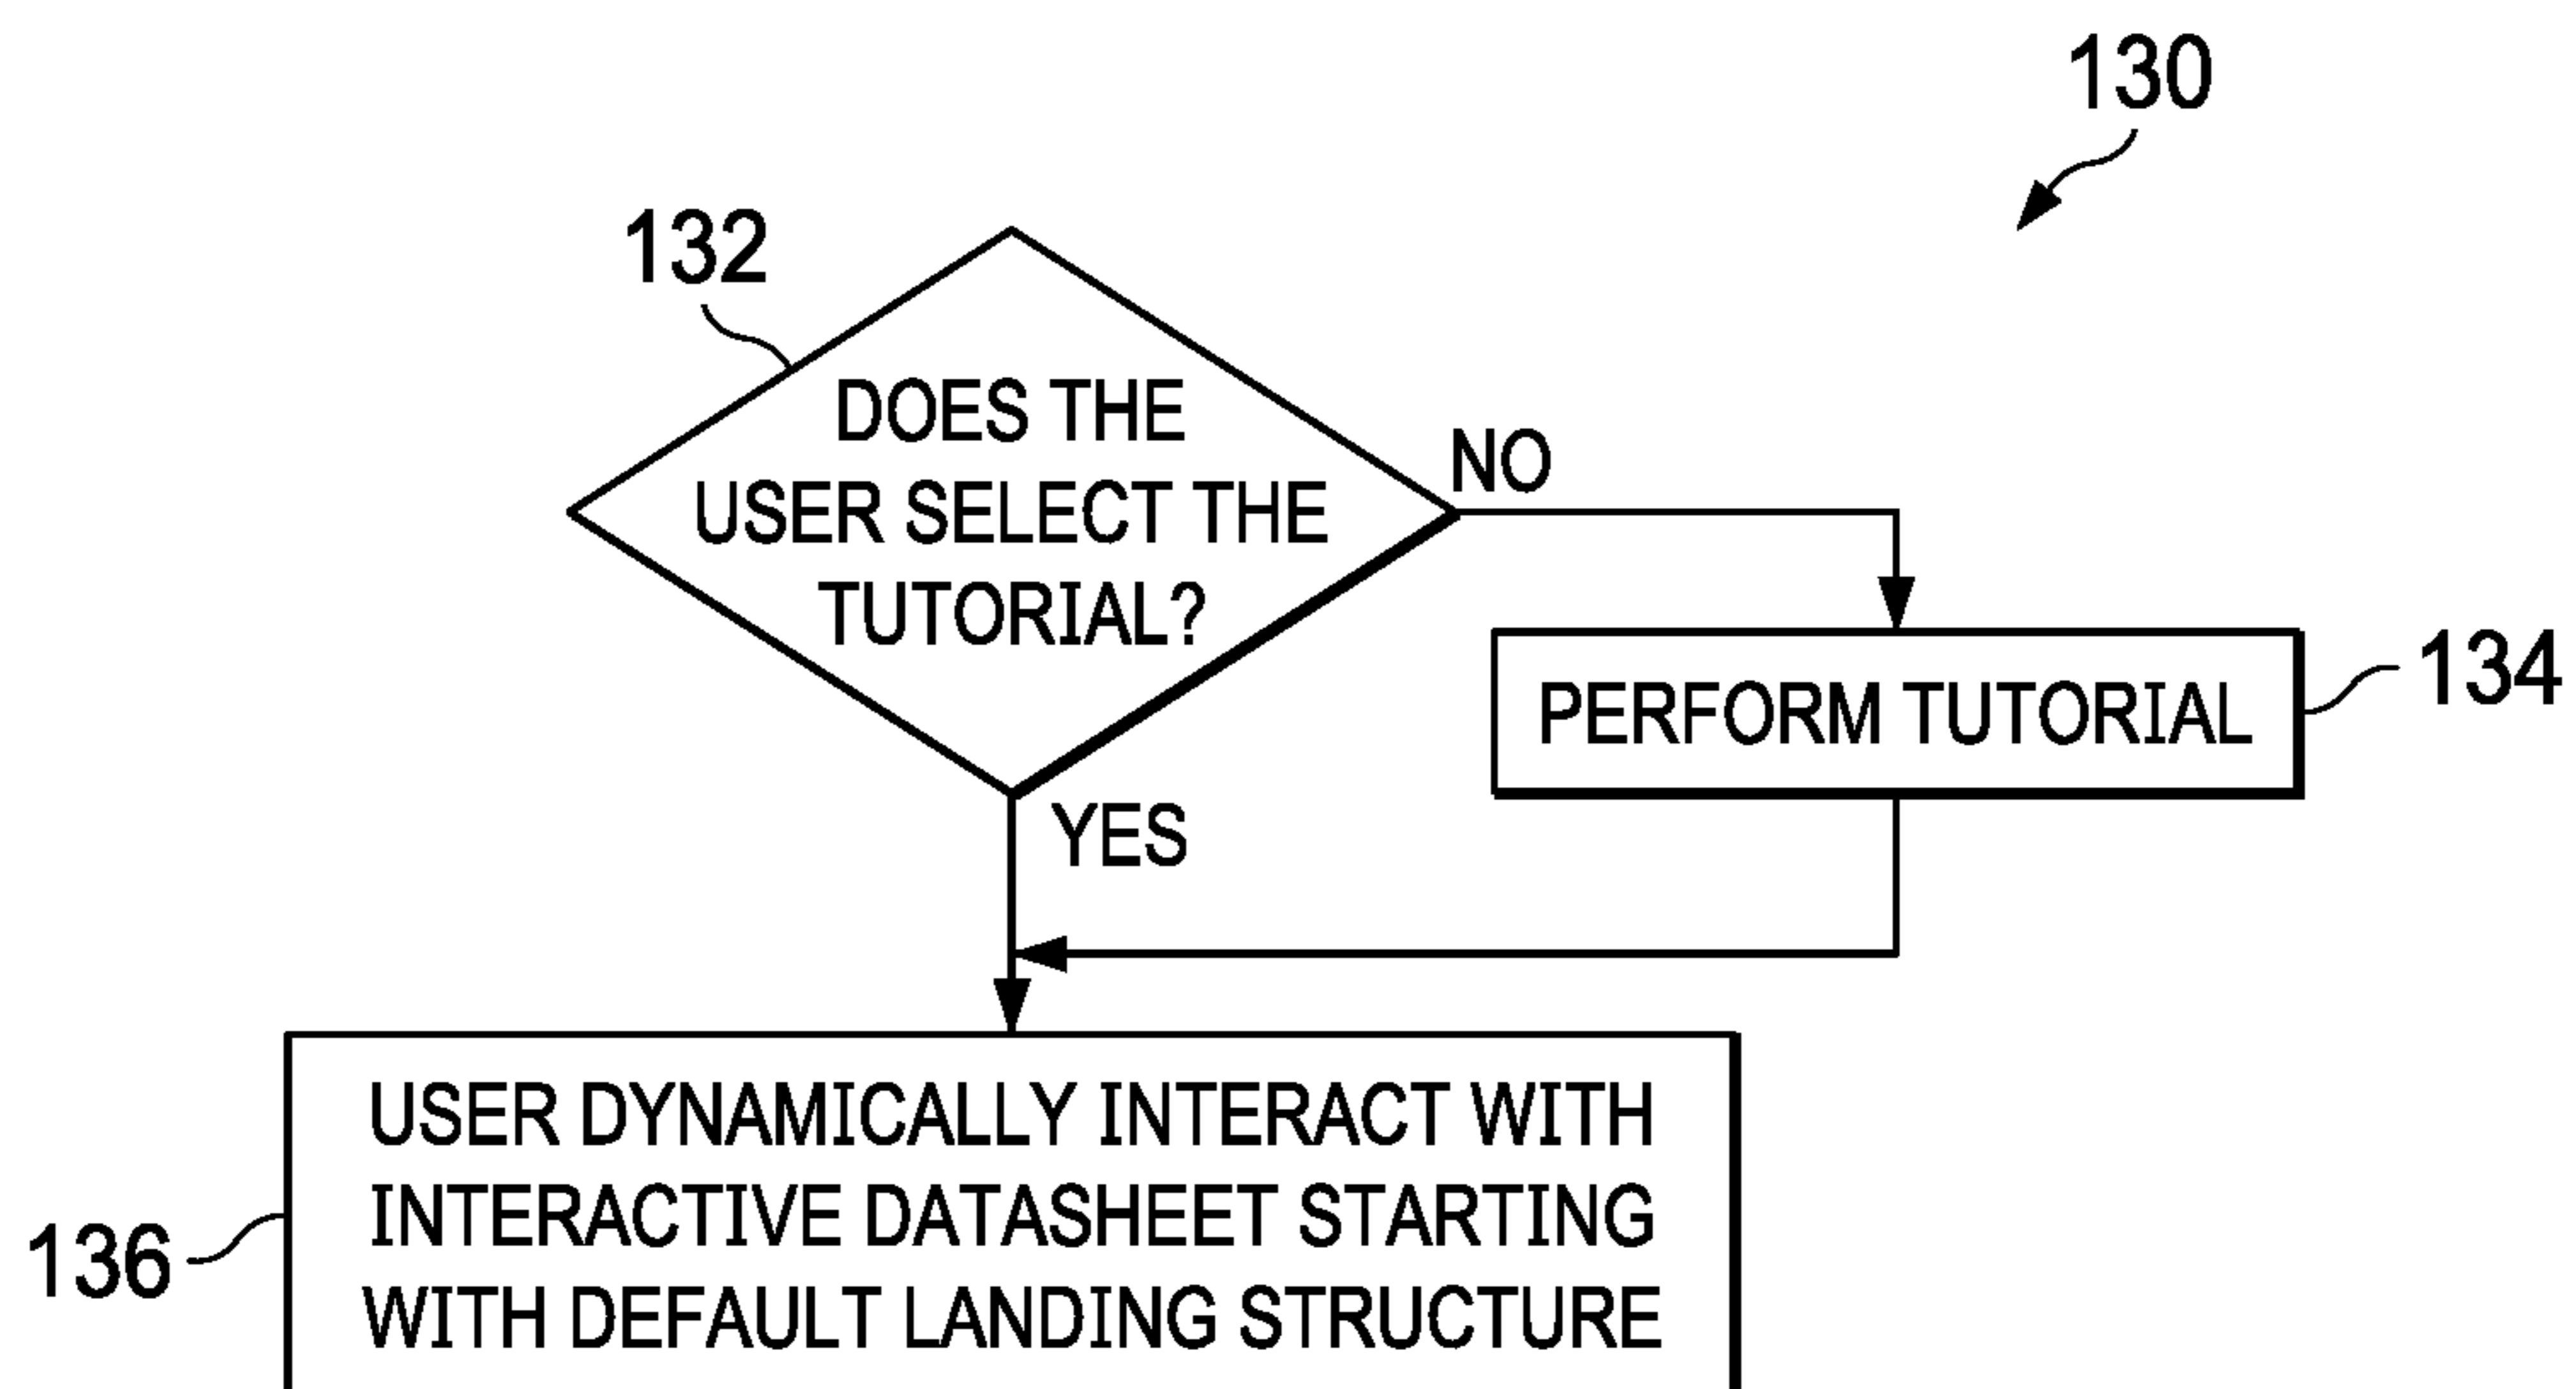 130
132
DOES THE
USER SELECT THE
TUTORIAL?
NO
PERFORM TUTORIAL
134
YES
USER DYNAMICALLY INTERACT WITH
INTERACTIVE DATASHEET STARTING
WITH DEFAULT LANDING STRUCTURE
136